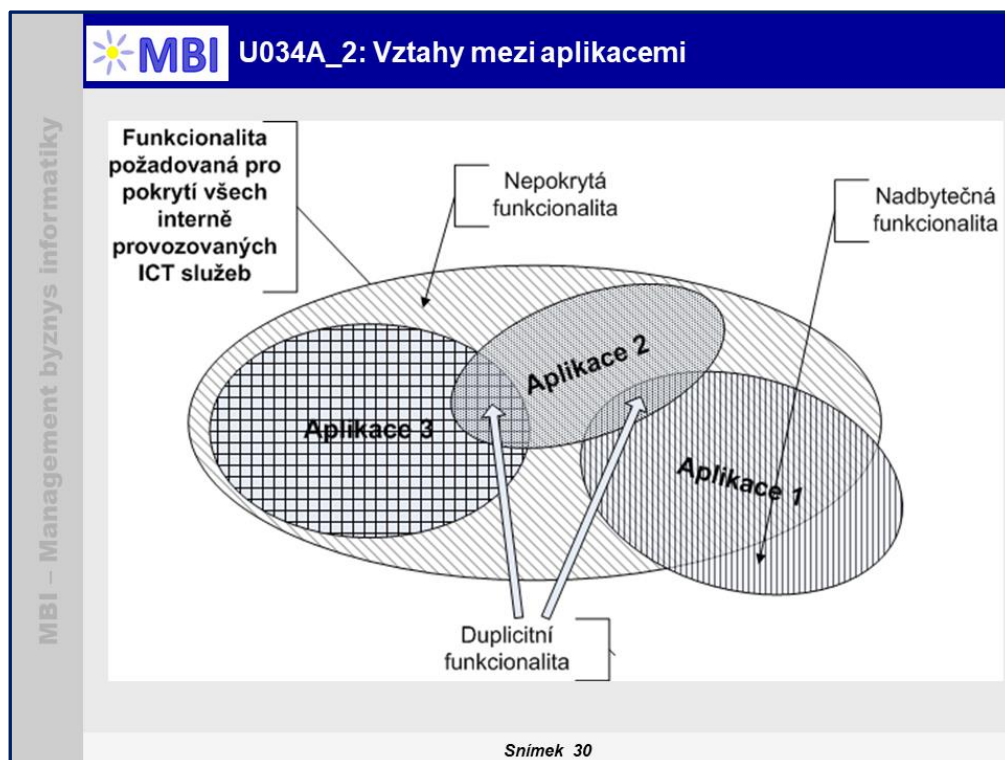 MBI
U034A_2: Vztahy mezi aplikacemi
MBI – Management byznys informatiky
Funkcionalita
požadovaná pro
pokrytí všech
interně
provozovaných
ICT služeb
Nepokrytá
funkcionalita
Nadbytečná
funkcionalita
Aplikace 2
Aplikace 3
Aplikace 1
Duplicitní
funkcionalita
Snímek 30